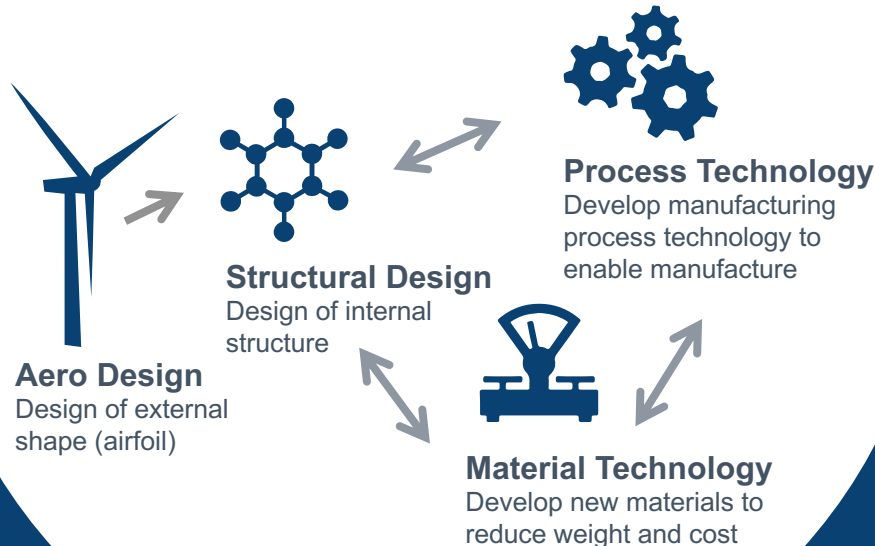 Aero Design
Design of external
shape (airfoil)
Structural Design
Design of internal
structure
Process Technology
Develop manufacturing
process technology to
enable manufacture
Material Technology
Develop new materials to
reduce weight and cost